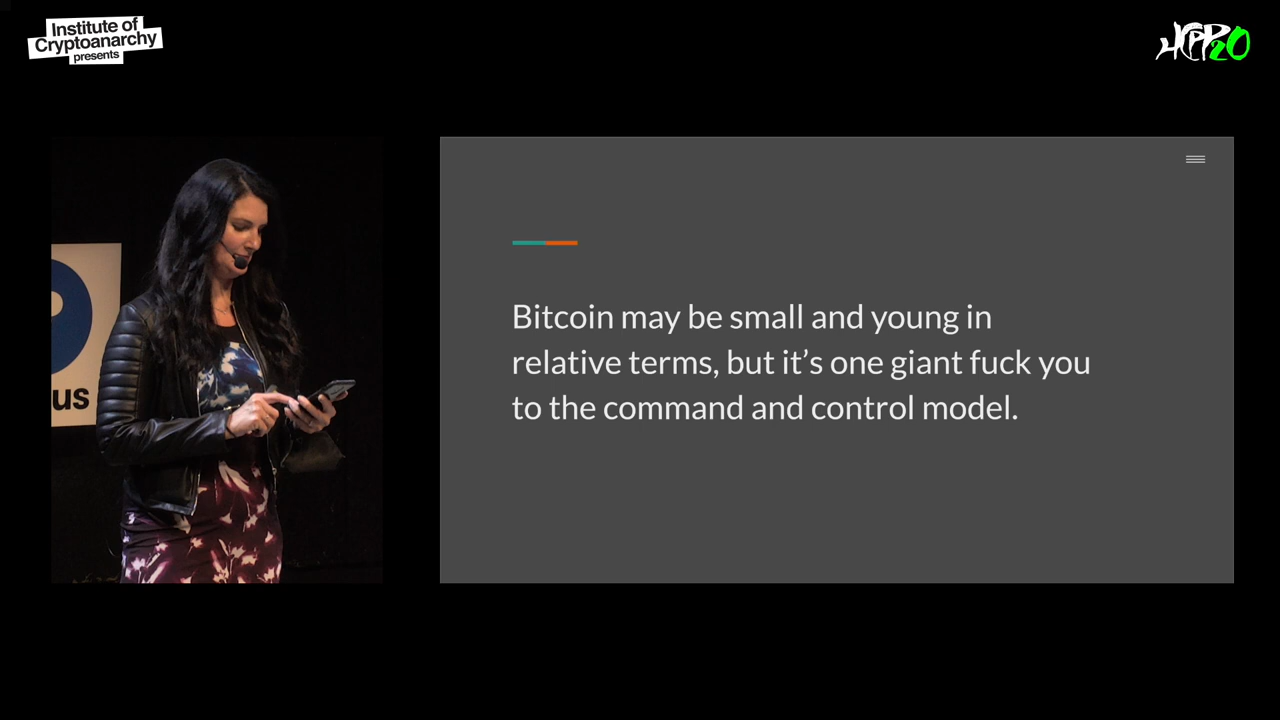 Institute of
Cryptoanarchy
presents
HCPP20
Bitcoin may be small and young in
relative terms, but it’s one giant fuck you
to the command and control model.
us